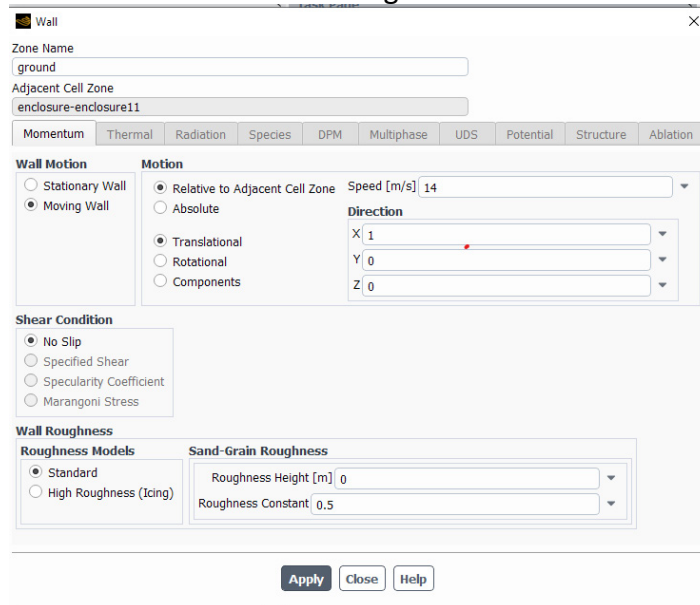 Task Page
Wall
Zone Name
ground
Adjacent Cell Zone
enclosure-enclosure11
Momentum Thermal Radiation Species DPM Multiphase UDS Potential Structure Ablation
Wall Motion Motion
Stationary Wall Relative to Adjacent Cell Zone Speed [m/s] 14
Moving Wall Absolute Direction
X 1
Translational
Rotational Y 0
Components Z 0
Shear Condition
No Slip
Specified Shear
Specularity Coefficient
Marangoni Stress
Wall Roughness
Roughness Models Sand-Grain Roughness
Standard Roughness Height [m] 0
High Roughness (Icing) Roughness Constant 0.5
Apply Close Help